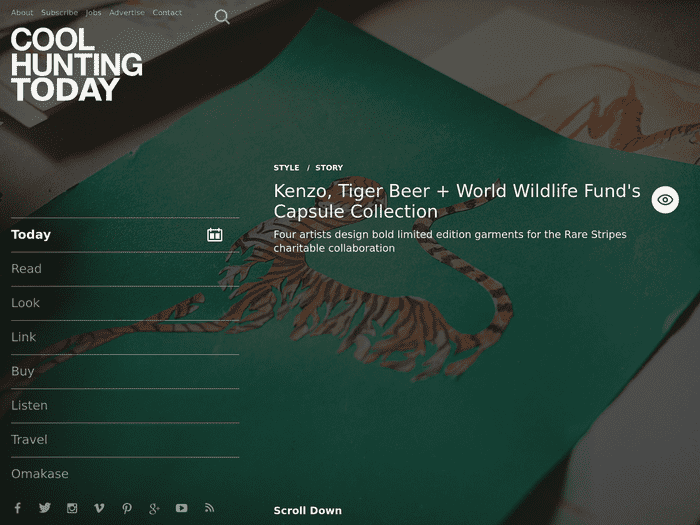 About Subscribe Jobs Advertise Contact
COOL
HUNTING
TODAY
STYLE / STORY
Kenzo, Tiger Beer + World Wildlife Fund's
Capsule Collection
Four artists design bold limited edition garments for the Rare Stripes
charitable collaboration
Today
Read
Look
Link
Buy
Listen
Travel
Omakase
Scroll Down